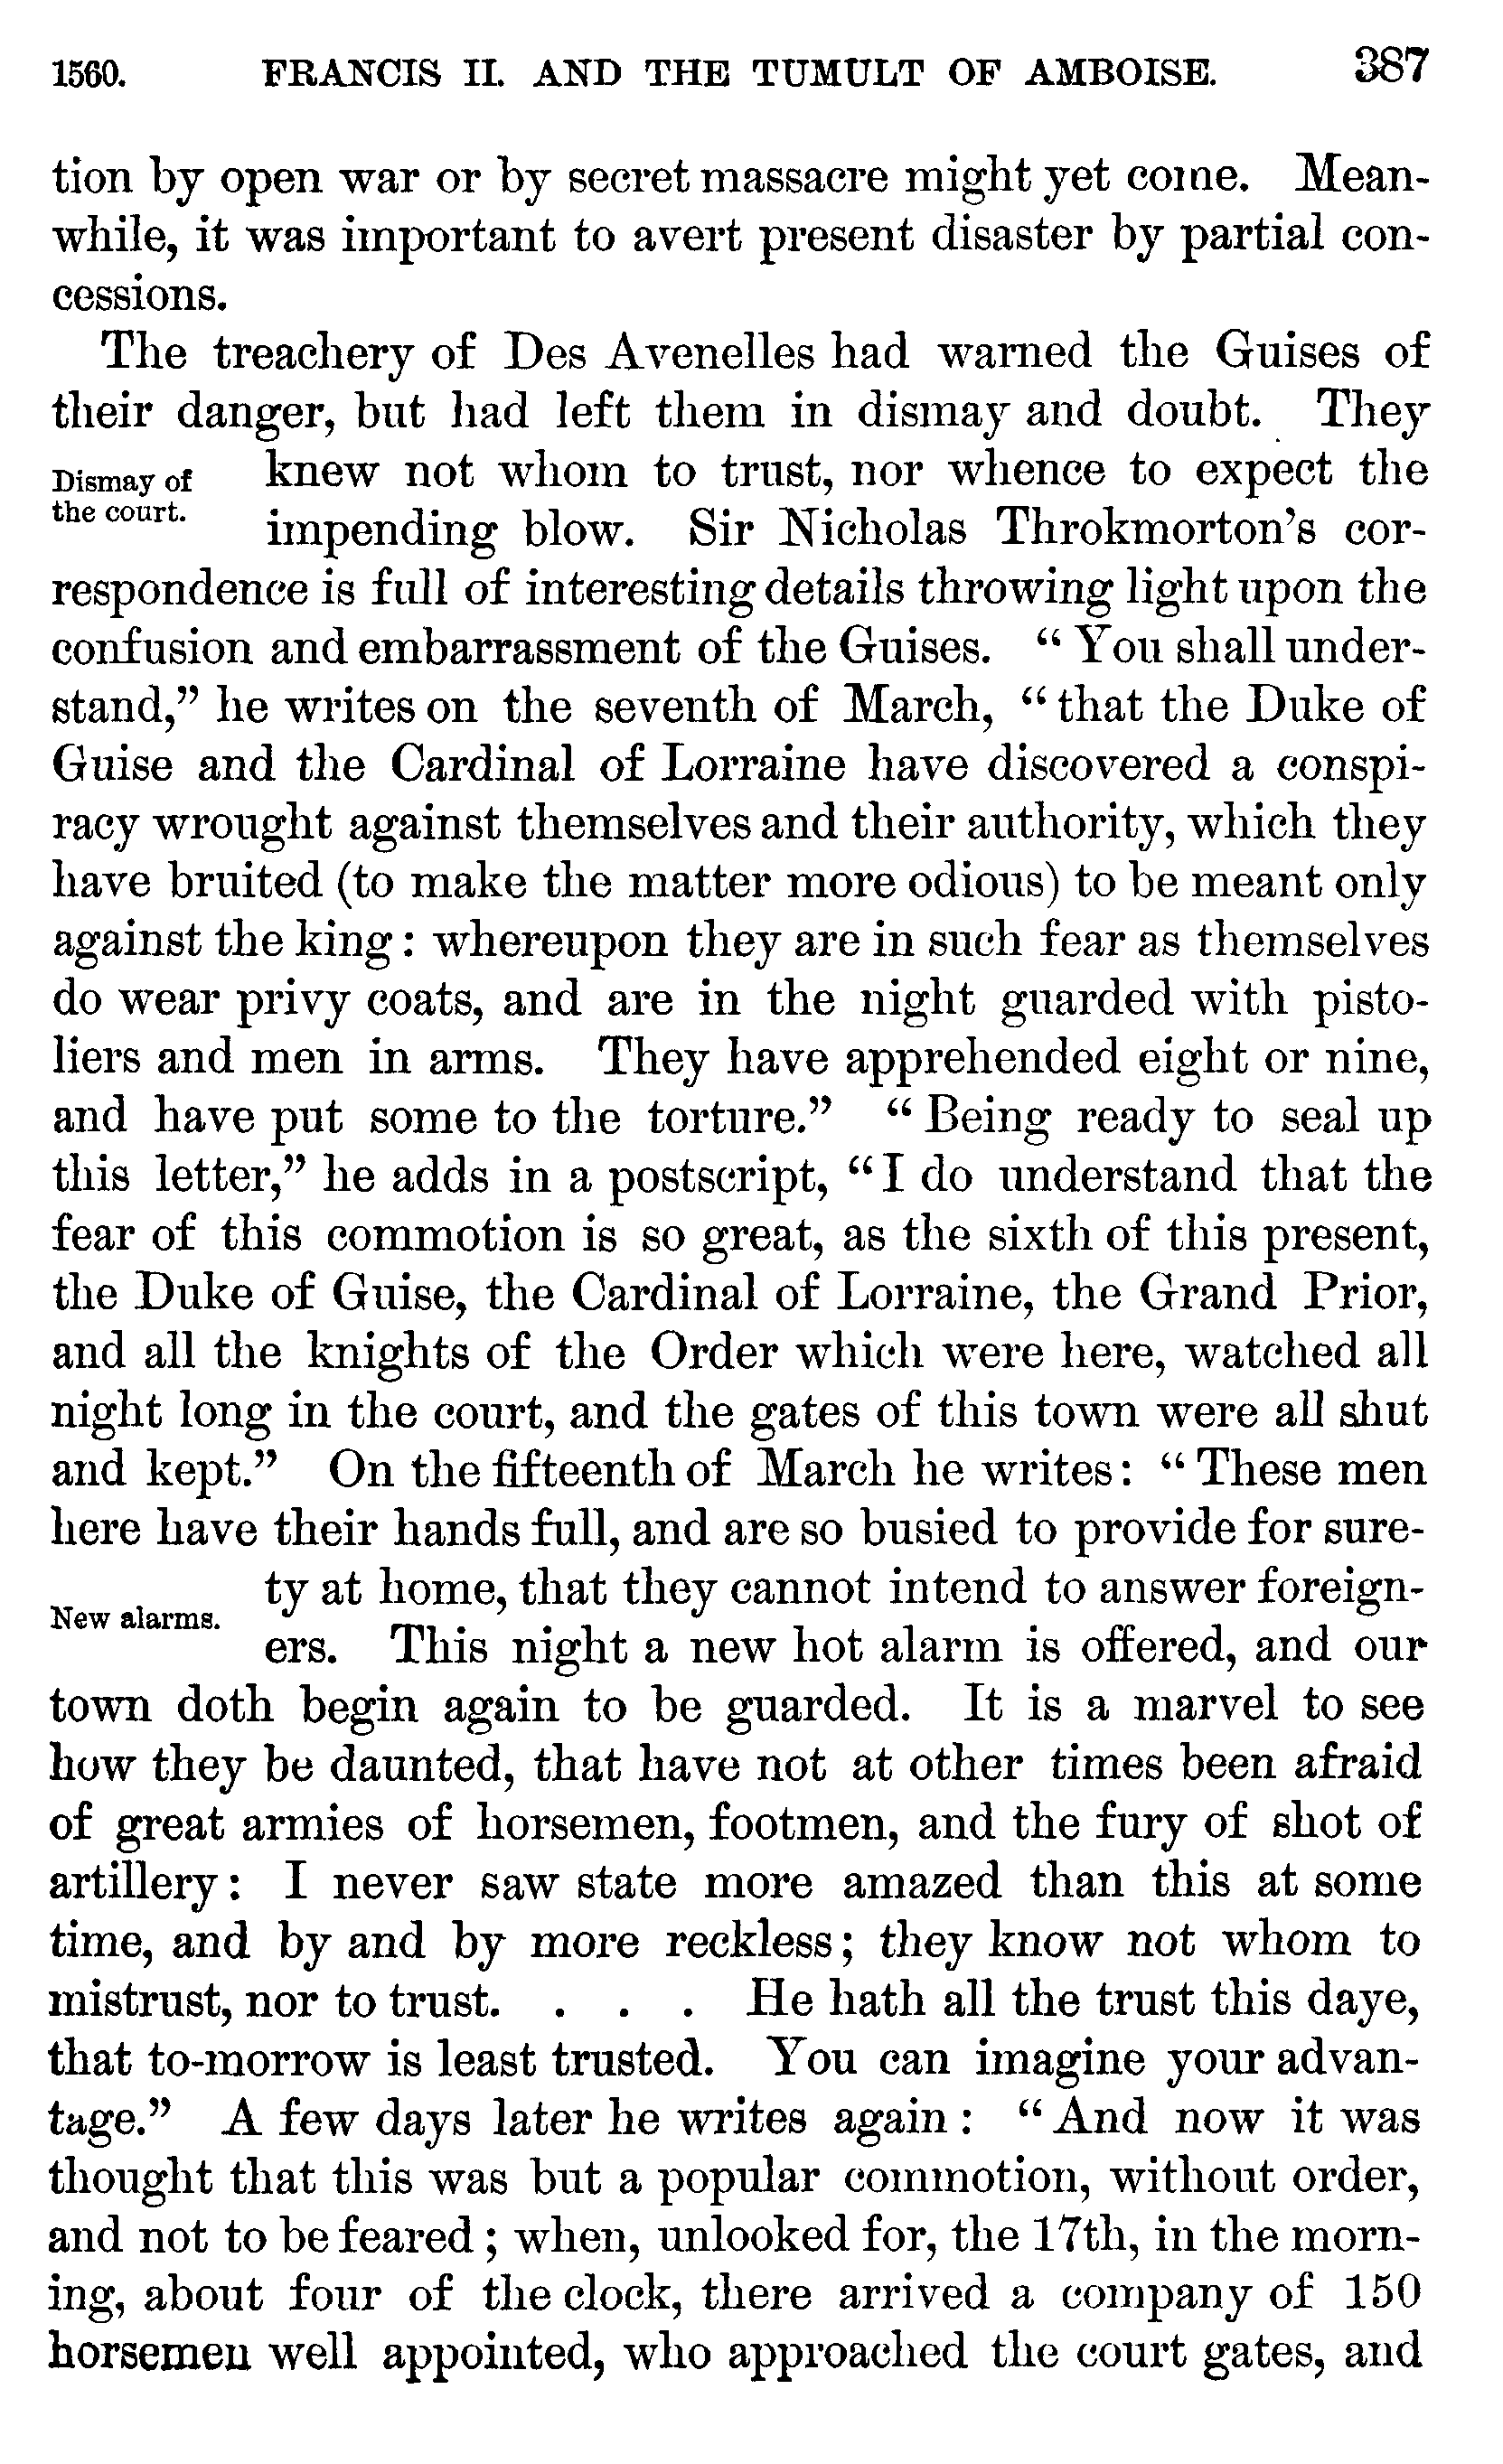 1560. FRANCIS II. AND THE TUMULT OF AMBOISE. 387
tion by open war or by secret massacre might yet come. Mean-
while, it was important to avert present disaster by partial con-
cessions.
The treachery of Des Avenelles had warned the Guises of
their danger, but had left them in dismay and doubt. They
Dismay of
the court.
knew not whom to trust, nor whence to expect the
impending blow. Sir Nicholas Throkmorton's cor-
respondence is full of interesting details throwing light upon the
confusion and embarrassment of the Guises. "You shall under-
stand," he writes on the seventh of March, "that the Duke of
Guise and the Cardinal of Lorraine have discovered a conspi-
racy wrought against themselves and their authority, which they
have bruited (to make the matter more odious) to be meant only
against the king: whereupon they are in such fear as themselves
do wear privy coats, and are in the night guarded with pisto-
liers and men in arms. They have apprehended eight or nine,
and have put some to the torture." "Being ready to seal up
this letter," he adds in a postscript, "I do understand that the
fear of this commotion is so great, as the sixth of this present,
the Duke of Guise, the Cardinal of Lorraine, the Grand Prior,
and all the knights of the Order which were here, watched all
night long in the court, and the gates of this town were all shut
and kept." On the fifteenth of March he writes: "These men
here have their hands full, and are so busied to provide for sure-
New alarms.
ty at home, that they cannot intend to answer foreign-
ers. This night a new hot alarm is offered, and our
town doth begin again to be guarded. It is a marvel to see
how they be daunted, that have not at other times been afraid
of great armies of horsemen, footmen, and the fury of shot of
artillery: I never saw state more amazed than this at some
time, and by and by more reckless; they know not whom to
mistrust, nor to trust. . . . He hath all the trust this daye,
that to-morrow is least trusted. You can imagine your advan-
tage." A few days later he writes again: "And now it was
thought that this was but a popular commotion, without order,
and not to be feared; when, unlooked for, the 17th, in the morn-
ing, about four of the clock, there arrived a company of 150
horsemen well appointed, who approached the court gates, and